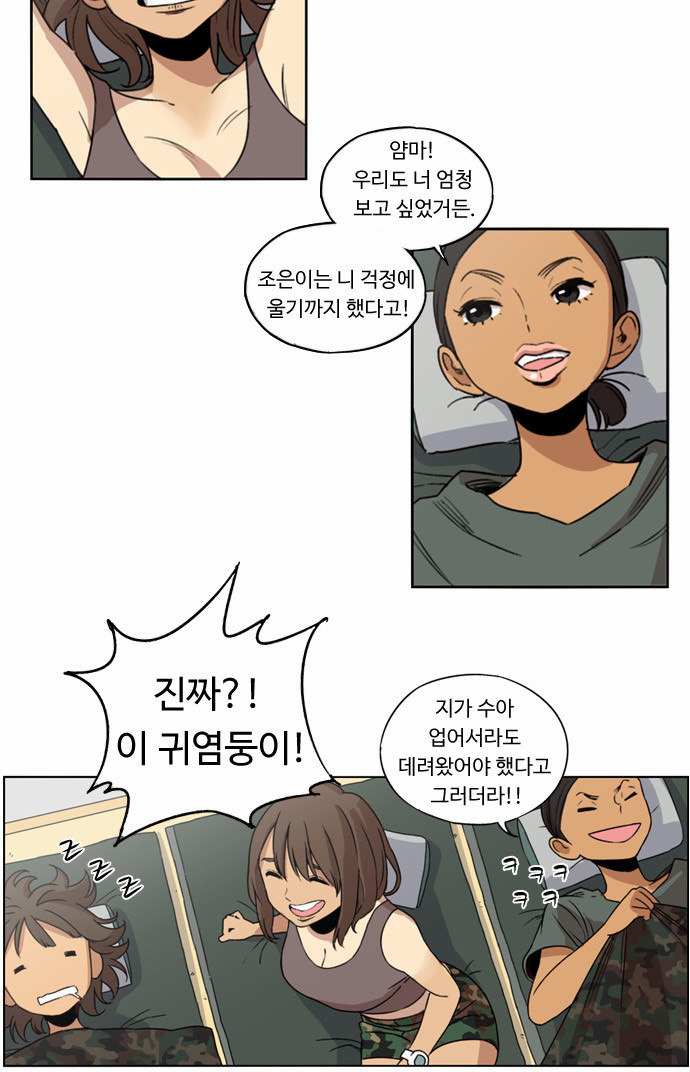 얌마!
우리도 너 엄청
보고 싶었거든.
조은이는 니 걱정에
울기까지 했다고!
진짜?!
이 귀염둥이!
지가 수아
업어서라도
데려왔어야 했다고
그러더라!!
z
z
z
ㅋ ㅋㅋ
ㅋㅋ